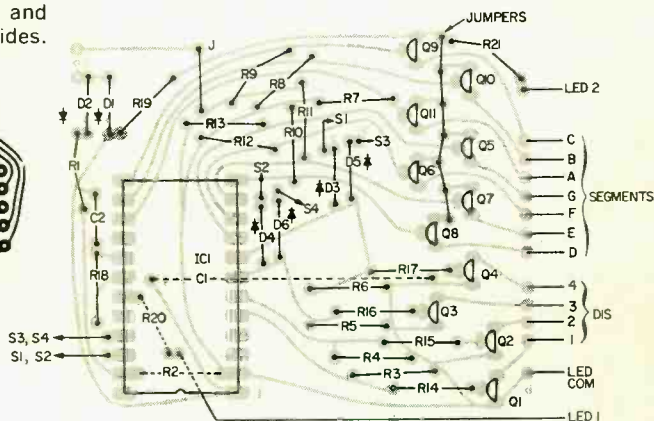 and
ides.
JUMPERS
Q9
R21
J
R9
R8
Q10
LED 2
D2
D1
R19
R11
R7
Q11
R13
R10
S1
C
R12
Q5
B
R1
S2
D5
S3
Q6
A
D3
G
SEGMENTS
S4
Q7
F
C2
E
D4
D6
Q8
D
IC1
C1
R17
Q4
R18
R6
4
R16
Q3
3
DIS
R20
R5
2
S3, S4
R15
Q2
1
S1, S2
R4
R2
R3
LED
COM
R14
Q1
LED 1